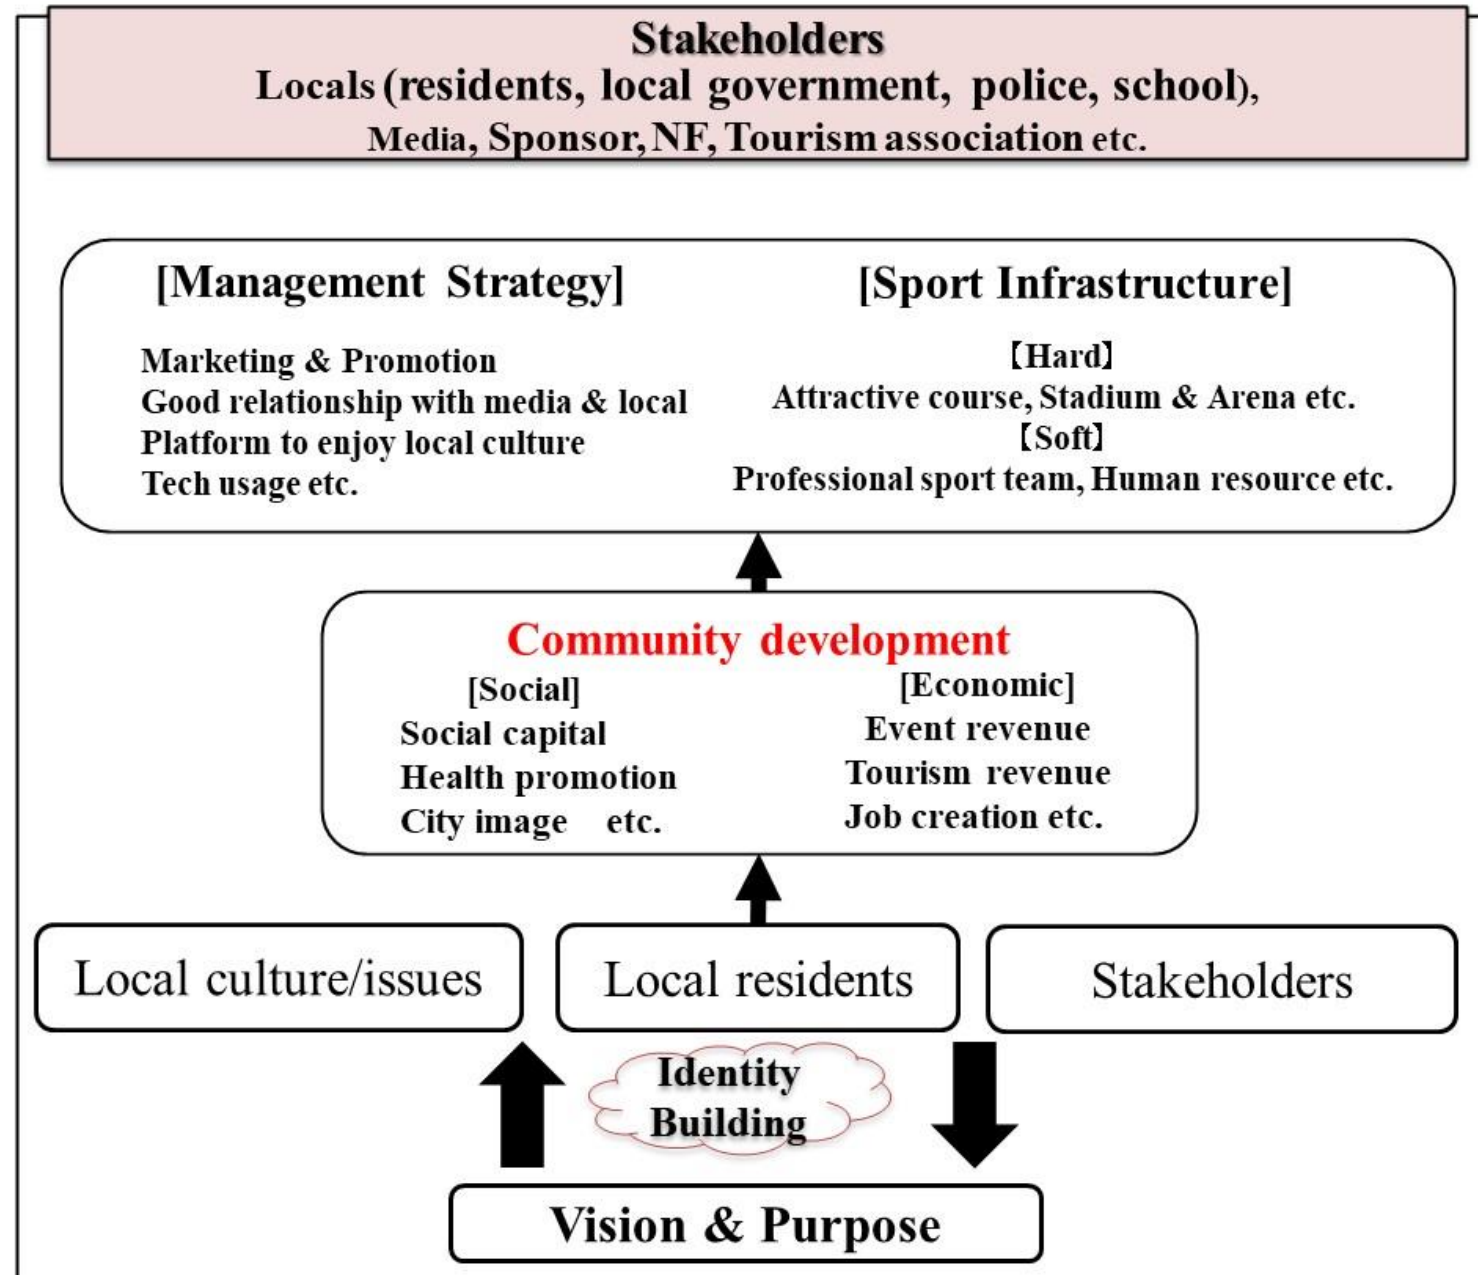 Stakeholders
Locals (residents, local government, police, school),
Media, Sponsor, NF, Tourism association etc.
[Management Strategy]
Marketing & Promotion
Good relationship with media & local
Platform to enjoy local culture
Tech usage etc.
[Sport Infrastructure]
【Hard】
Attractive course, Stadium & Arena etc.
【Soft】
Professional sport team, Human resource etc.
Community development
[Social]
Social capital
Health promotion
City image etc.
[Economic]
Event revenue
Tourism revenue
Job creation etc.
Local culture/issues
Local residents
Stakeholders
Identity
Building
Vision & Purpose